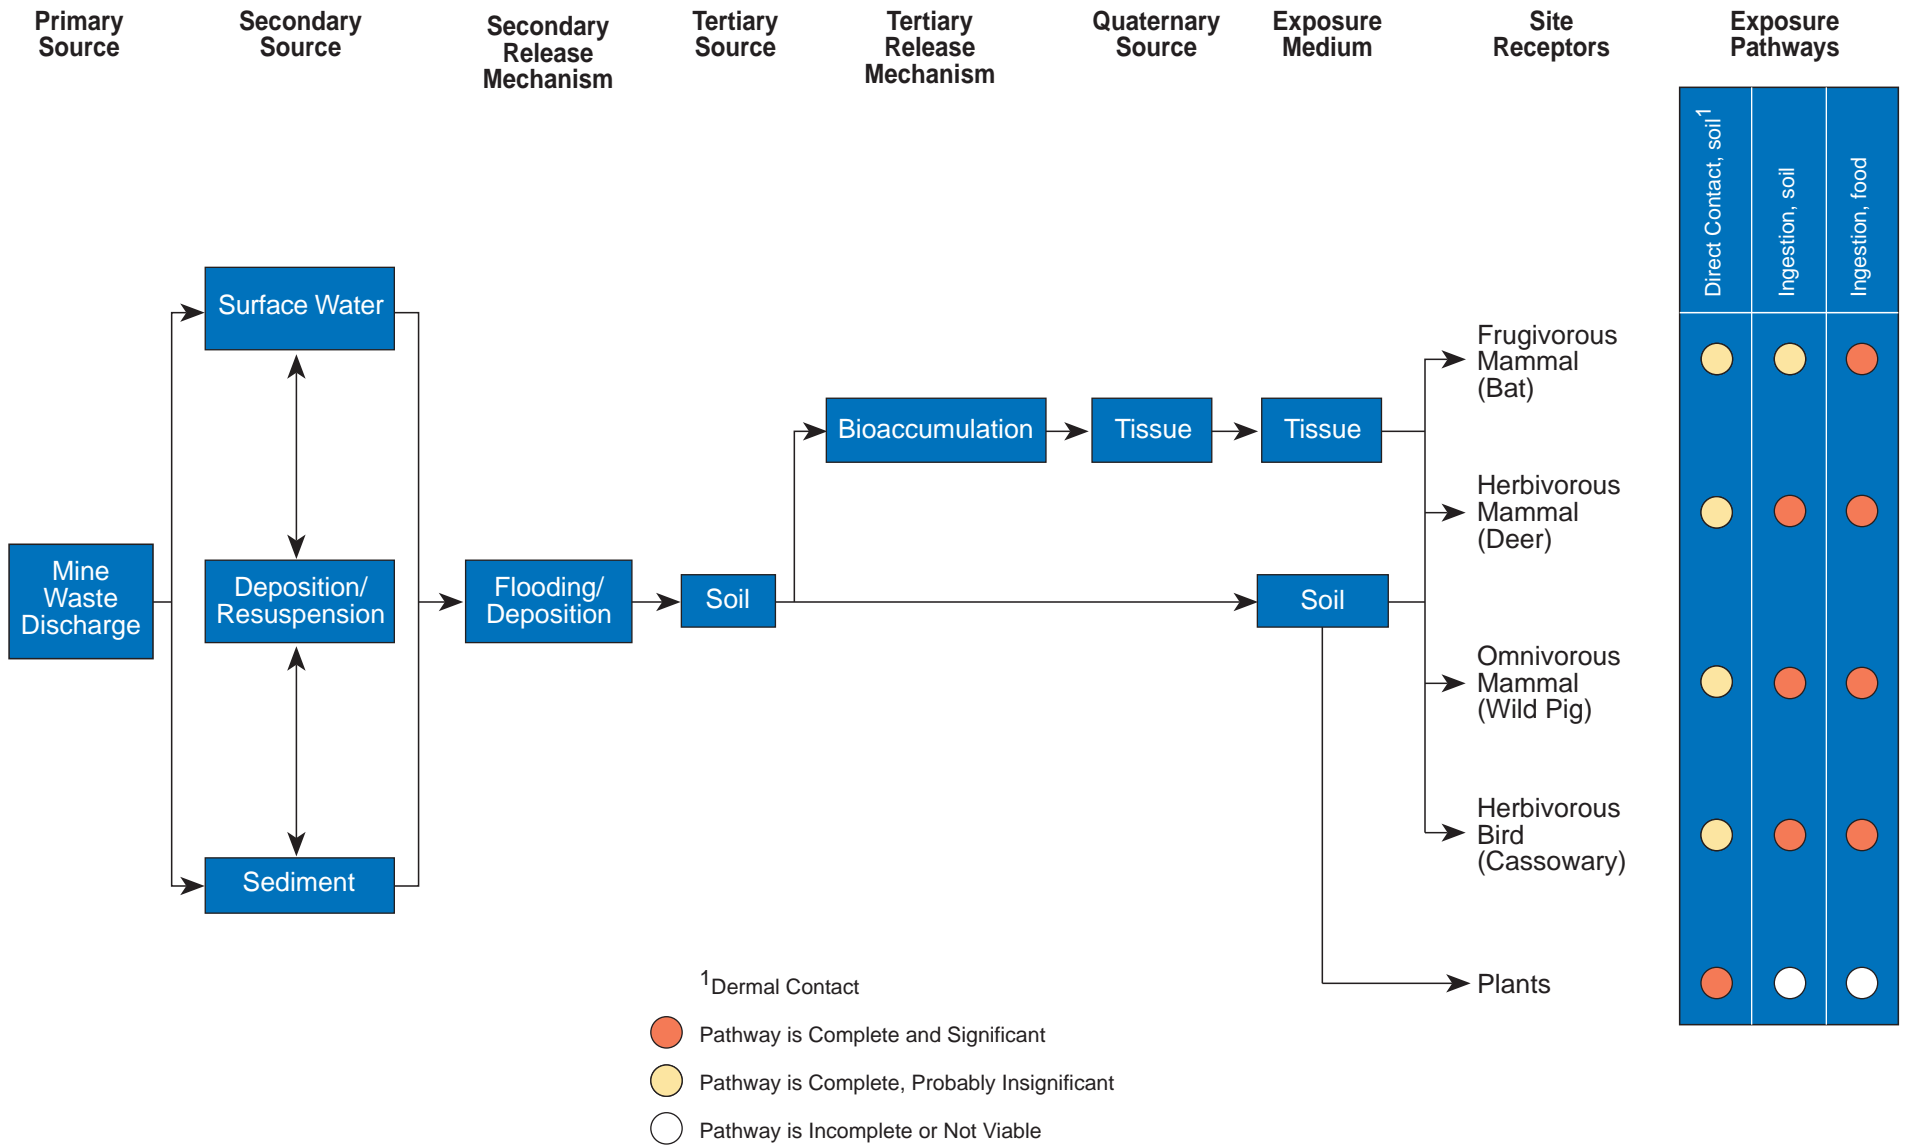 Primary
Source
Secondary
Source
Secondary
Release
Mechanism
Tertiary
Source
Tertiary
Release
Mechanism
Quaternary
Source
Exposure
Medium
Site
Receptors
Exposure
Pathways
Direct Contact, soil1
Ingestion, soil
Ingestion, food
Mine
Waste
Discharge
Surface Water
Deposition/
Resuspension
Sediment
Flooding/
Deposition
Soil
Bioaccumulation
Tissue
Tissue
Soil
Frugivorous
Mammal
(Bat)
Herbivorous
Mammal
(Deer)
Omnivorous
Mammal
(Wild Pig)
Herbivorous
Bird
(Cassowary)
Plants
1Dermal Contact
Pathway is Complete and Significant
Pathway is Complete, Probably Insignificant
Pathway is Incomplete or Not Viable